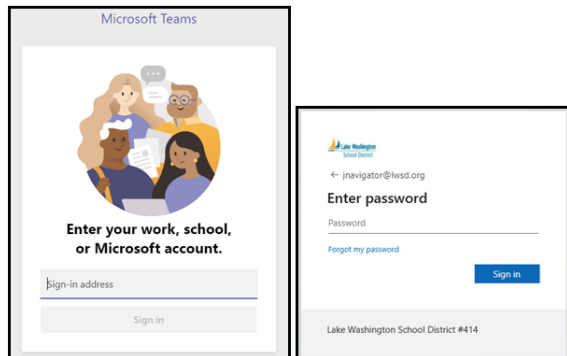 Microsoft Teams
Enter your work, school,
or Microsoft account.
Sign-in address
Sign in
Lake Washington
School District
← jnavigator@lwsd.org
Enter password
Password
Forgot my password
Sign in
Lake Washington School District #414